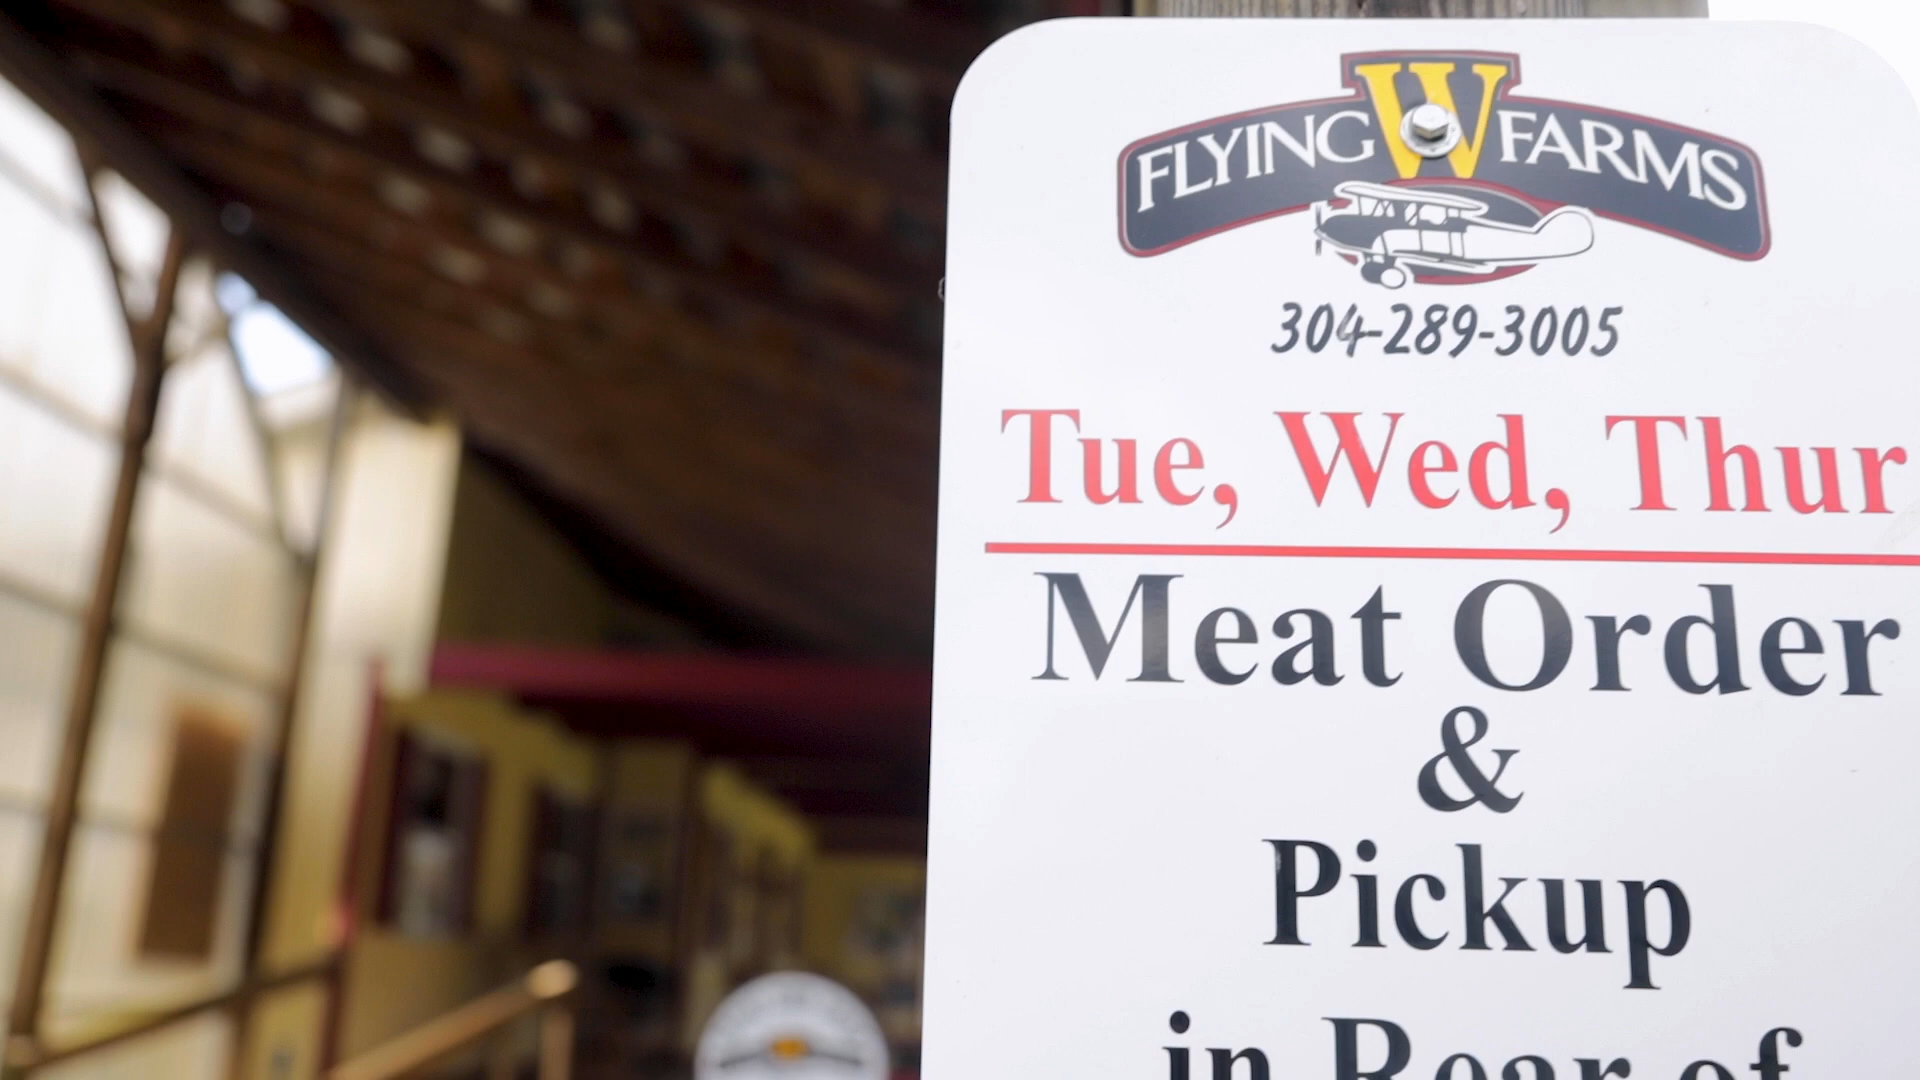 FLYING W FARMS
304-289-3005
Tue, Wed, Thur
Meat Order
&
Pickup
in Rear of